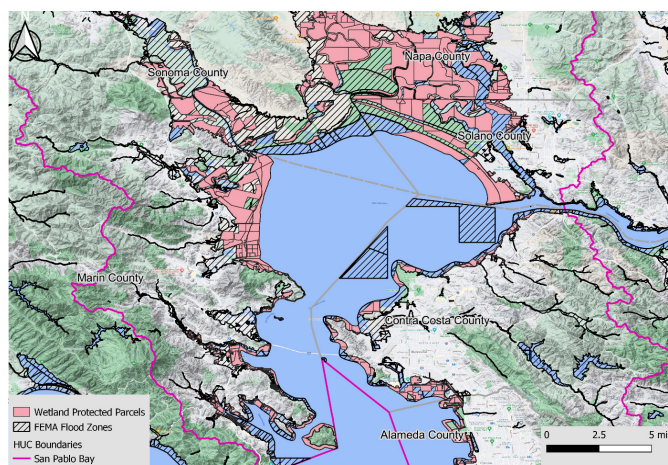 Sonoma County
Napa County
Solano County
Marin County
Contra Costa County
Alameda County
Wetland Protected Parcels
FEMA Flood Zones
HUC Boundaries
San Pablo Bay
0 2.5 5 mi